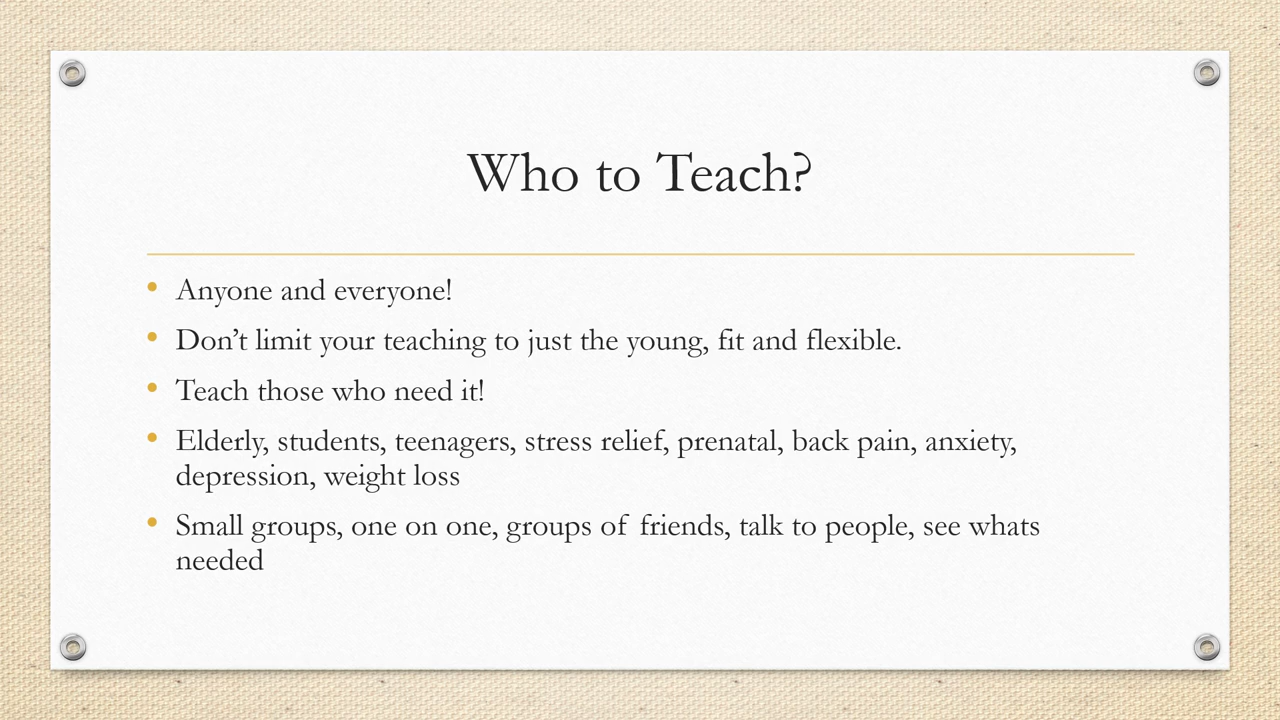 Who to Teach?
• Anyone and everyone!
• Don’t limit your teaching to just the young, fit and flexible.
• Teach those who need it!
• Elderly, students, teenagers, stress relief, prenatal, back pain, anxiety,
depression, weight loss
• Small groups, one on one, groups of friends, talk to people, see whats
needed